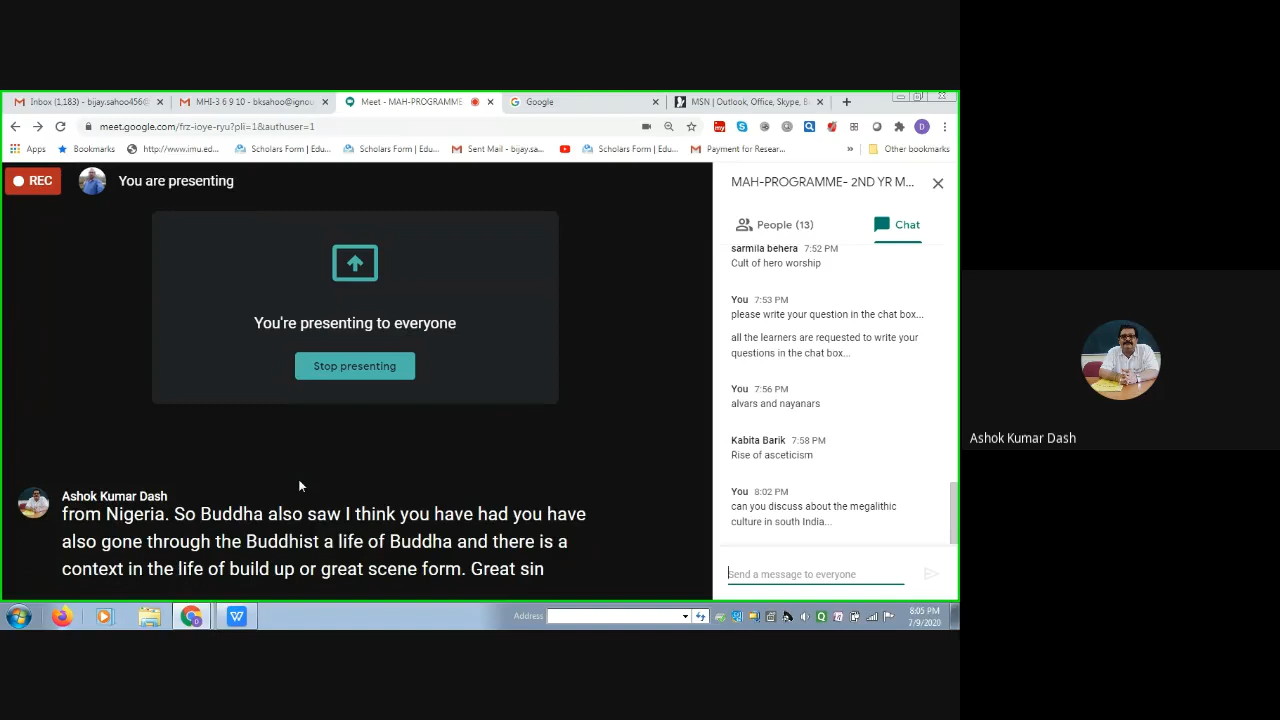 Inbox (1,183) - bijay.sahoo456@
MHI-3 6 9 10 - bksahoo@ignou
Meet - MAH-PROGRAMME
Google
MSN | Outlook, Office, Skype, B
meet.google.com/frz-ioye-ryu?pli=1&authuser=1
Apps
Bookmarks
http://www.imu.ed...
Scholars Form | Edu...
Scholars Form | Edu...
Sent Mail - bijay.sa...
Scholars Form | Edu...
Payment for Resear...
Other bookmarks
REC
You are presenting
You're presenting to everyone
Stop presenting
Ashok Kumar Dash
from Nigeria. So Buddha also saw I think you have had you have
also gone through the Buddhist a life of Buddha and there is a
context in the life of build up or great scene form. Great sin
MAH-PROGRAMME- 2ND YR M...
People (13)
Chat
sarmila behera 7:52 PM
Cult of hero worship
You 7:53 PM
please write your question in the chat box...
all the learners are requested to write your
questions in the chat box...
You 7:56 PM
alvars and nayanars
Kabita Barik 7:58 PM
Rise of asceticism
You 8:02 PM
can you discuss about the megalithic
culture in south India...
Send a message to everyone
Address
8:05 PM
7/9/2020
Ashok Kumar Dash